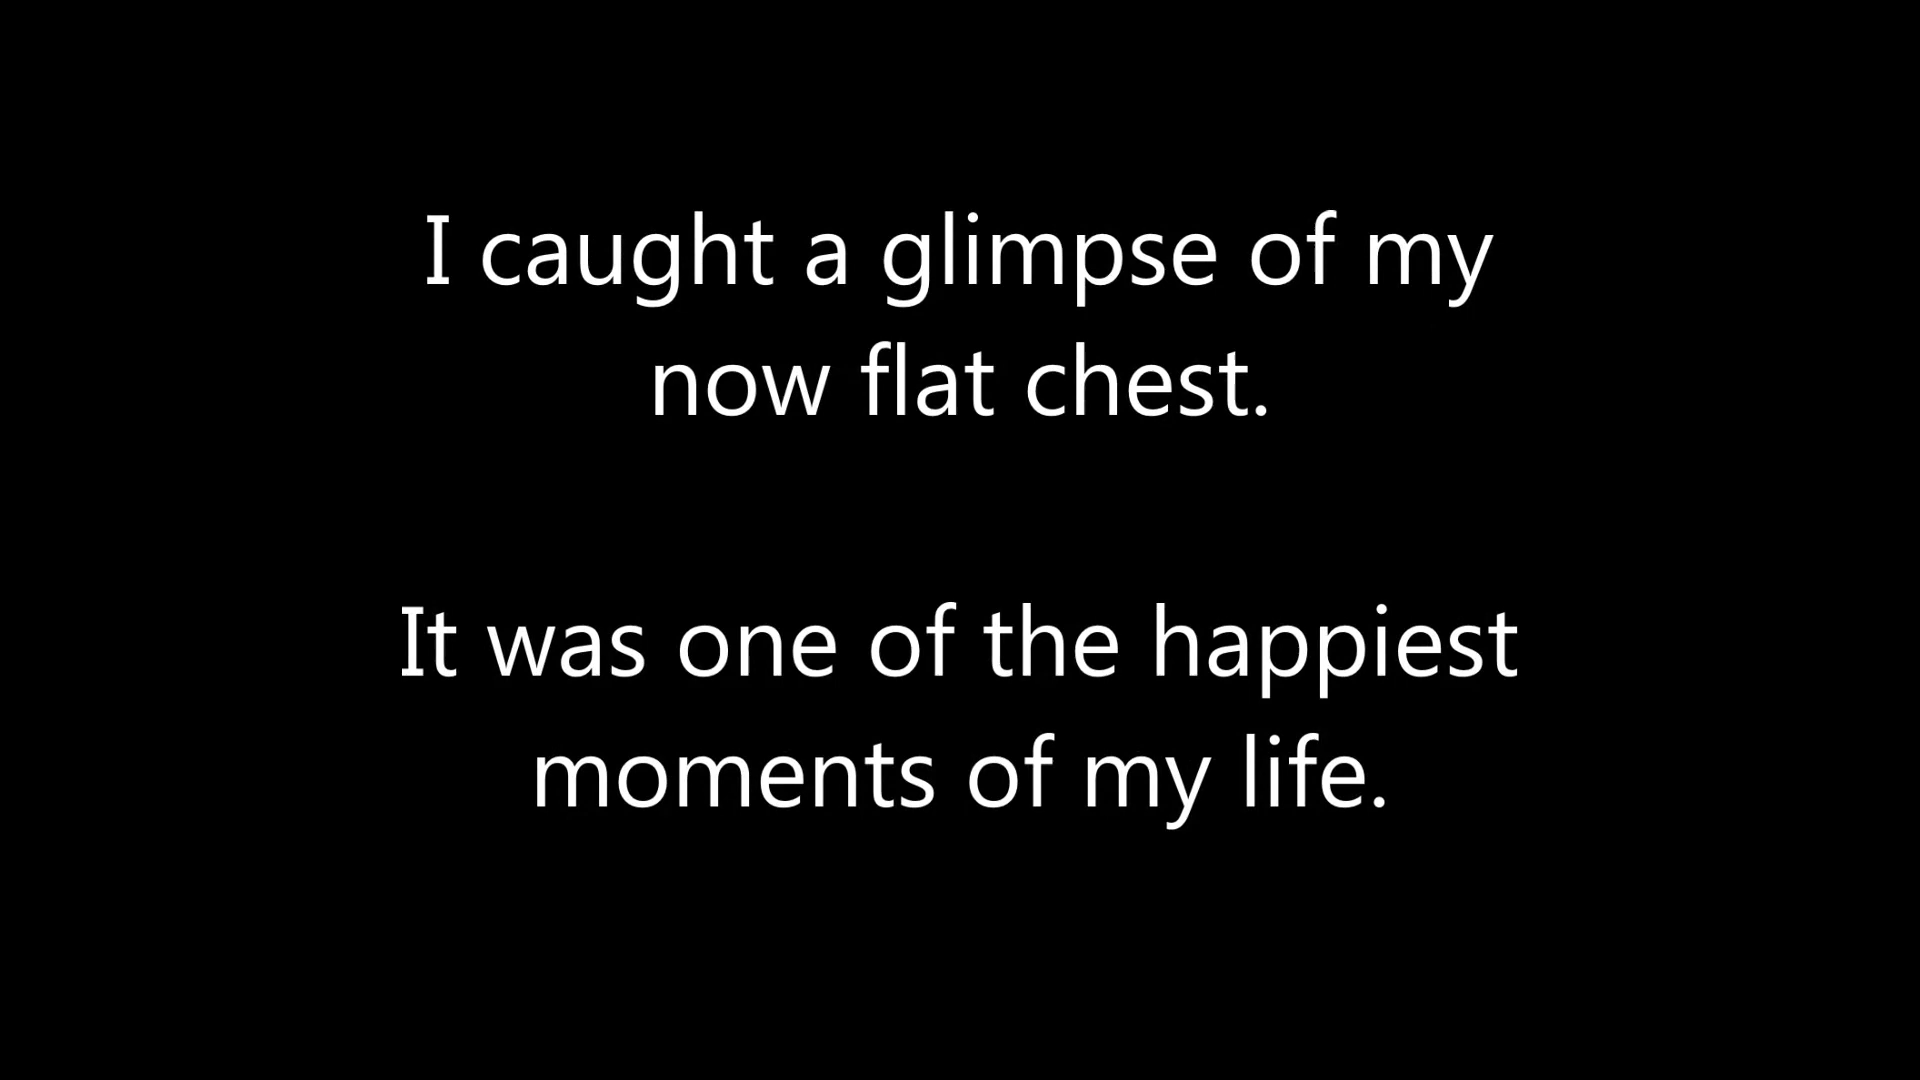 I caught a glimpse of my
now flat chest.
It was one of the happiest
moments of my life.